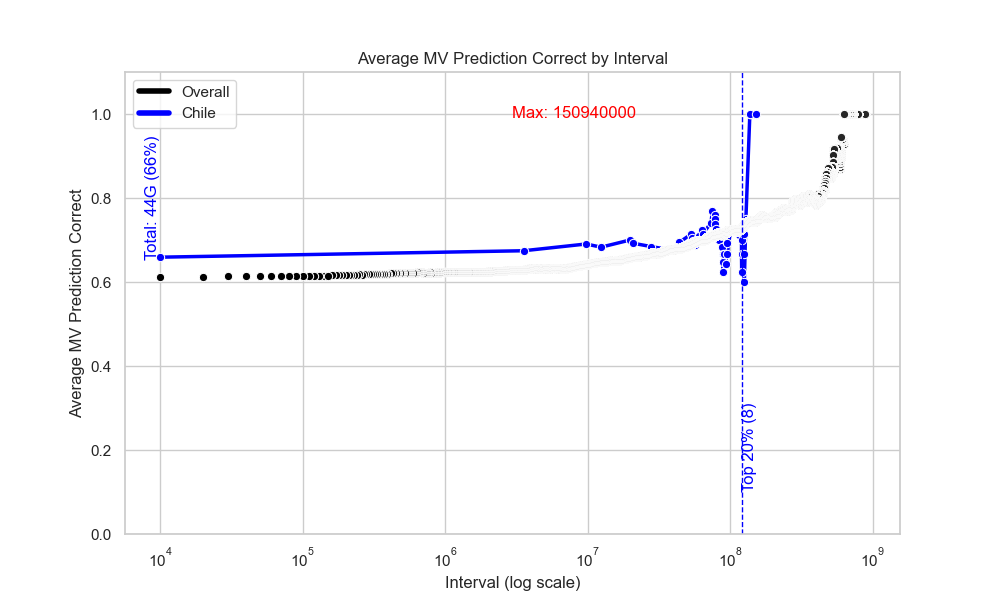 Average MV Prediction Correct by Interval
Overall
Chile
Max: 150940000
Total: 44G (66%)
Top 20% (8)
Average MV Prediction Correct
1.0
0.8
0.6
0.4
0.2
0.0
10^4
10^5
10^6
10^7
10^8
10^9
Interval (log scale)